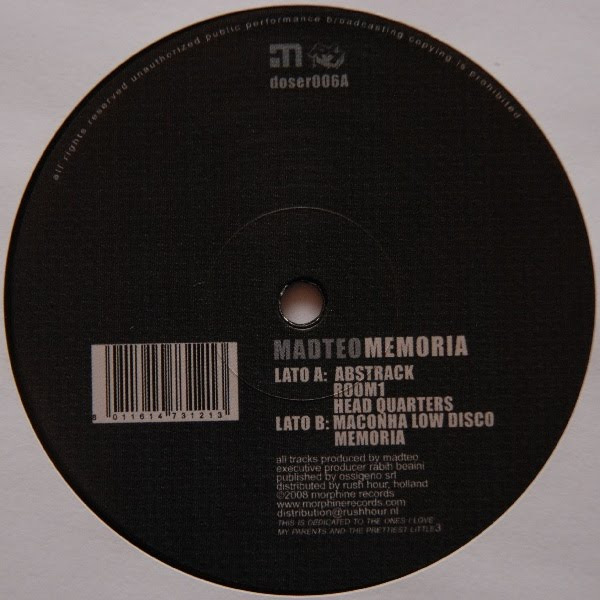 all rights reserved unauthorized public performance broadcasting copying is prohibited
doser006A
MADTEO MEMORIA
LATO A: ABSTRACK
ROOM1
HEAD QUARTERS
LATO B: MACONHA LOW DISCO
MEMORIA
8 011614 731213
all tracks produced by madteo
executive producer rabih beaini
published by ossigeno srl
distributed by rush hour, holland
©2008 morphine records
www.morphinerecords.com
distribution@rushhour.nl
THIS IS DEDICATED TO THE ONES I LOVE
MY PARENTS AND THE PRETTIEST LITTLE 3